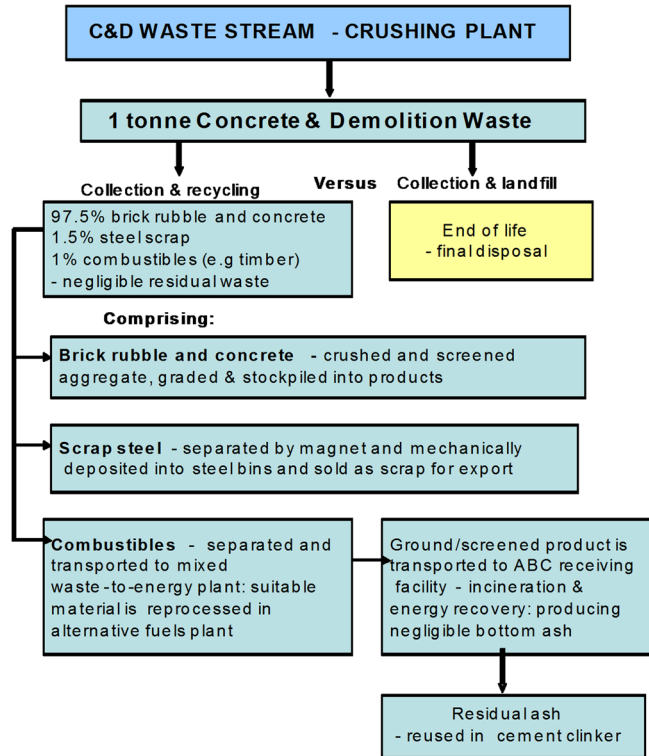 C&D WASTE STREAM - CRUSHING PLANT
1 tonne Concrete & Demolition Waste
Collection & recycling
Versus
Collection & landfill
97.5% brick rubble and concrete
1.5% steel scrap
1% combustibles (e.g timber)
- negligible residual waste
End of life
- final disposal
Comprising:
Brick rubble and concrete - crushed and screened
aggregate, graded & stockpiled into products
Scrap steel - separated by magnet and mechanically
deposited into steel bins and sold as scrap for export
Combustibles - separated and
transported to mixed
waste-to-energy plant: suitable
material is reprocessed in
alternative fuels plant
Ground/screened product is
transported to ABC receiving
facility - incineration &
energy recovery: producing
negligible bottom ash
Residual ash
- reused in cement clinker